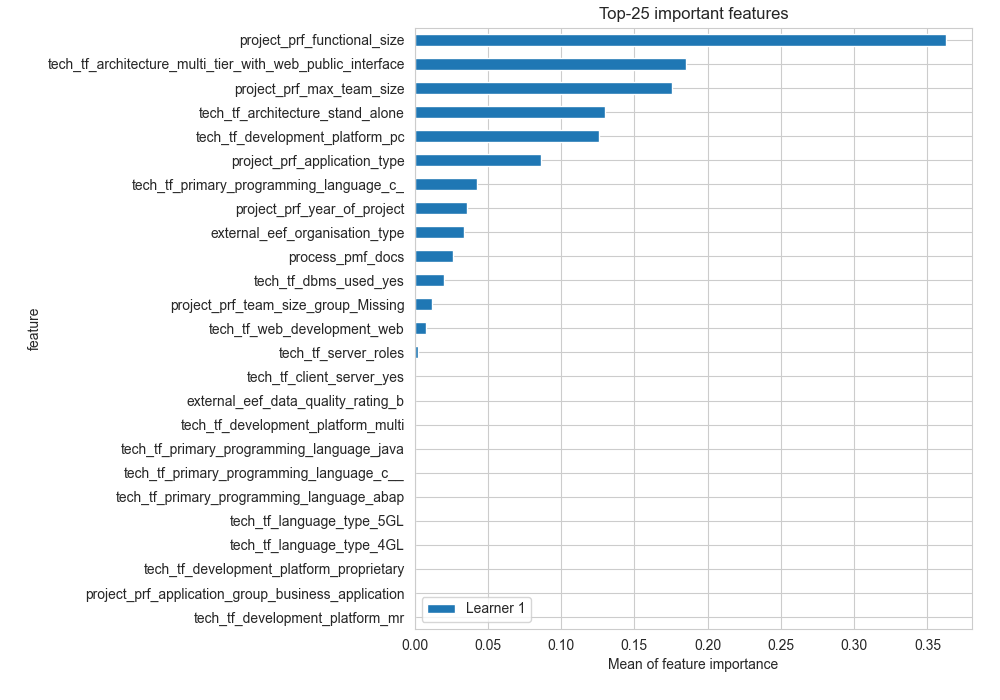 Top-25 important features
project_prf_functional_size
tech_tf_architecture_multi_tier_with_web_public_interface
project_prf_max_team_size
tech_tf_architecture_stand_alone
tech_tf_development_platform_pc
project_prf_application_type
tech_tf_primary_programming_language_c_
project_prf_year_of_project
external_eef_organisation_type
process_pmf_docs
tech_tf_dbms_used_yes
project_prf_team_size_group_Missing
tech_tf_web_development_web
tech_tf_server_roles
tech_tf_client_server_yes
external_eef_data_quality_rating_b
tech_tf_development_platform_multi
tech_tf_primary_programming_language_java
tech_tf_primary_programming_language_c__
tech_tf_primary_programming_language_abap
tech_tf_language_type_5GL
tech_tf_language_type_4GL
tech_tf_development_platform_proprietary
project_prf_application_group_business_application
tech_tf_development_platform_mr
feature
Learner 1
0.00 0.05 0.10 0.15 0.20 0.25 0.30 0.35
Mean of feature importance